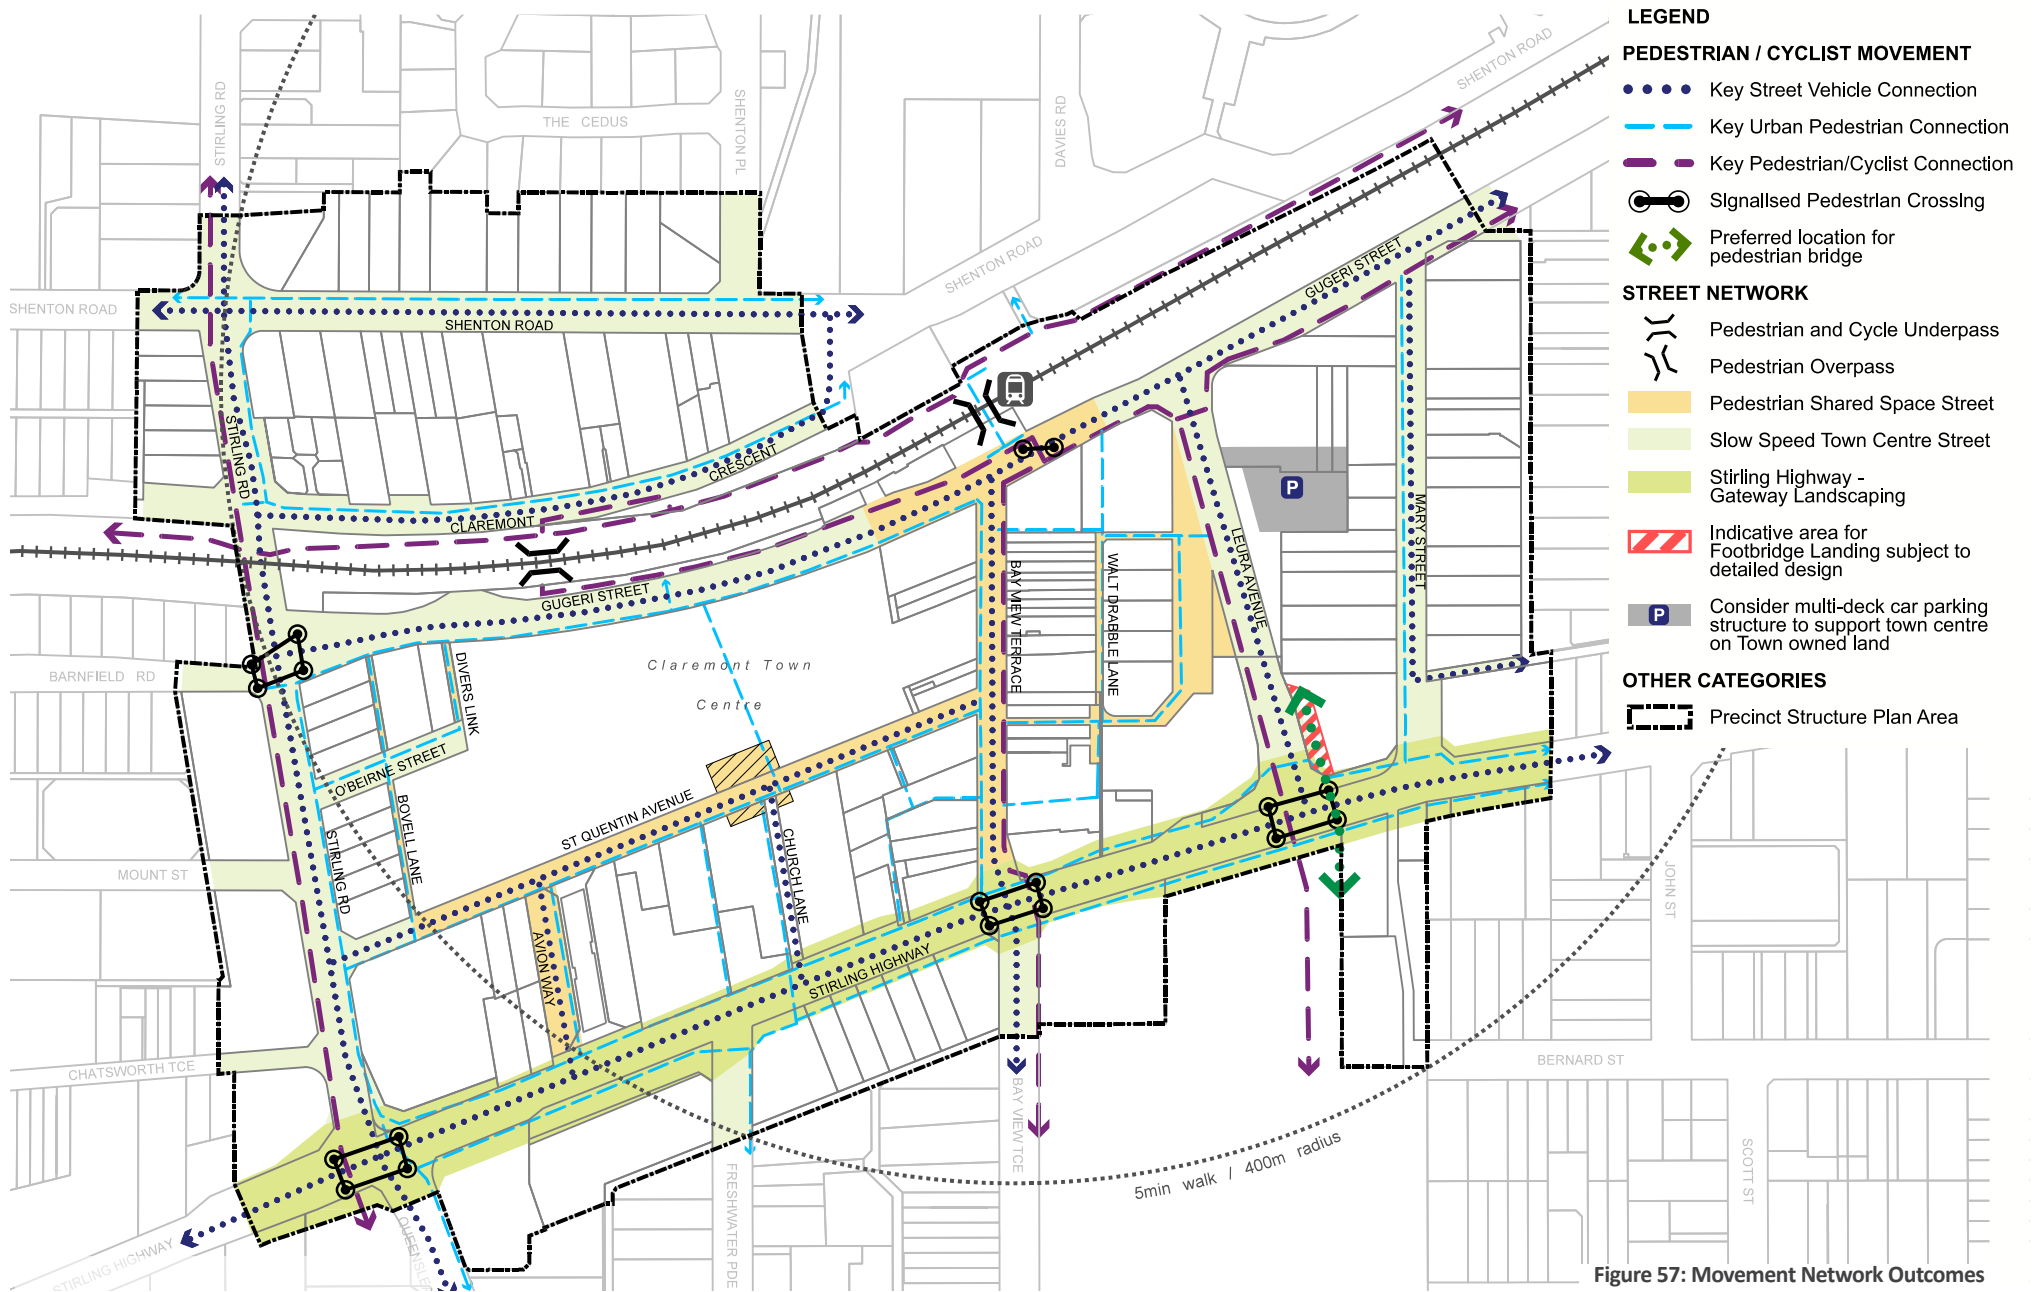 LEGEND
PEDESTRIAN / CYCLIST MOVEMENT
Key Street Vehicle Connection
Key Urban Pedestrian Connection
Key Pedestrian/Cyclist Connection
Signalised Pedestrian Crossing
Preferred location for
pedestrian bridge
STREET NETWORK
Pedestrian and Cycle Underpass
Pedestrian Overpass
Pedestrian Shared Space Street
Slow Speed Town Centre Street
Stirling Highway -
Gateway Landscaping
Indicative area for
Footbridge Landing subject to
detailed design
P
Consider multi-deck car parking
structure to support town centre
on Town owned land
OTHER CATEGORIES
Precinct Structure Plan Area
STIRLING RD
THE CEDUS
SHENTON PL
DAVIES RD
SHENTON ROAD
SHENTON ROAD
SHENTON ROAD
SHENTON ROAD
GUGERI STREET
STIRLING RD
CRESCENT
CLAREMONT
P
MARY STREET
LEURA AVENUE
GUGERI STREET
BAY VIEW TERRACE
WALT DRABBLE LANE
BARNFIELD RD
DIVERS LINK
Claremont Town
Centre
O'BEIRNE STREET
BOVELL LANE
ST QUENTIN AVENUE
CHURCH LANE
STIRLING RD
MOUNT ST
AVION WAY
STIRLING HIGHWAY
JOHN ST
CHATSWORTH TCE
BERNARD ST
BAY VIEW TCE
5min walk / 400m radius
SCOTT ST
FRESHWATER PDE
QUEENSLE
STIRLING HIGHWAY
Figure 57: Movement Network Outcomes